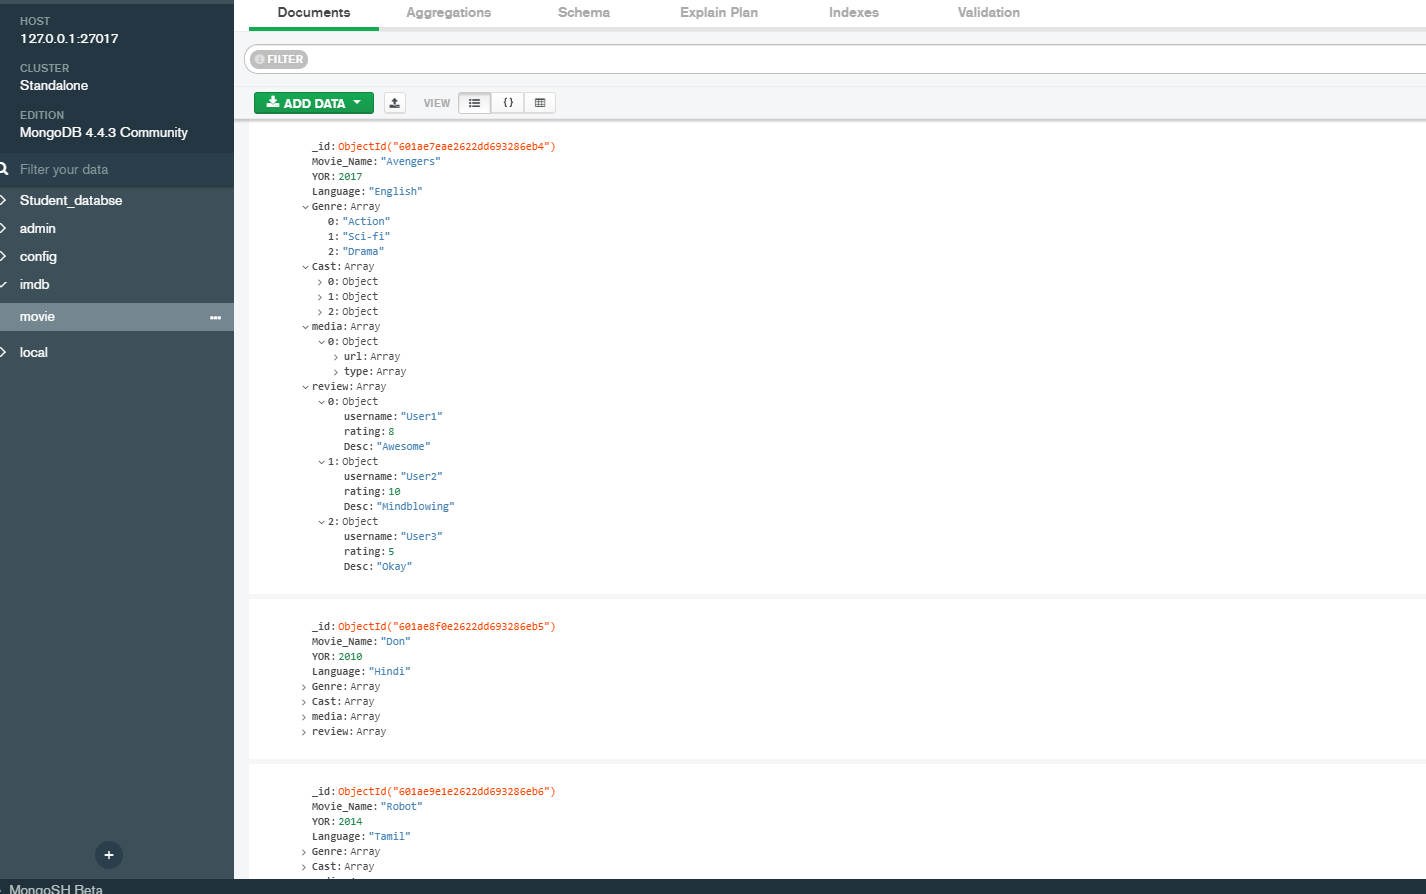 HOST
127.0.0.1:27017
CLUSTER
Standalone
EDITION
MongoDB 4.4.3 Community
Filter your data
Student_databse
admin
config
imdb
movie
local
MongoSH Beta
Documents Aggregations Schema Explain Plan Indexes Validation
FILTER
ADD DATA VIEW {}
_id:ObjectId("601ae7eae2622dd693286eb4")
Movie_Name:"Avengers"
YOR:2017
Language:"English"
Genre:Array
0:"Action"
1:"Sci-fi"
2:"Drama"
Cast:Array
0:Object
1:Object
2:Object
media:Array
0:Object
url:Array
type:Array
review:Array
0:Object
username:"User1"
rating:8
Desc:"Awesome"
1:Object
username:"User2"
rating:10
Desc:"Mindblowing"
2:Object
username:"User3"
rating:5
Desc:"Okay"
_id:ObjectId("601ae8f0e2622dd693286eb5")
Movie_Name:"Don"
YOR:2010
Language:"Hindi"
Genre:Array
Cast:Array
media:Array
review:Array
_id:ObjectId("601ae9e1e2622dd693286eb6")
Movie_Name:"Robot"
YOR:2014
Language:"Tamil"
Genre:Array
Cast:Array